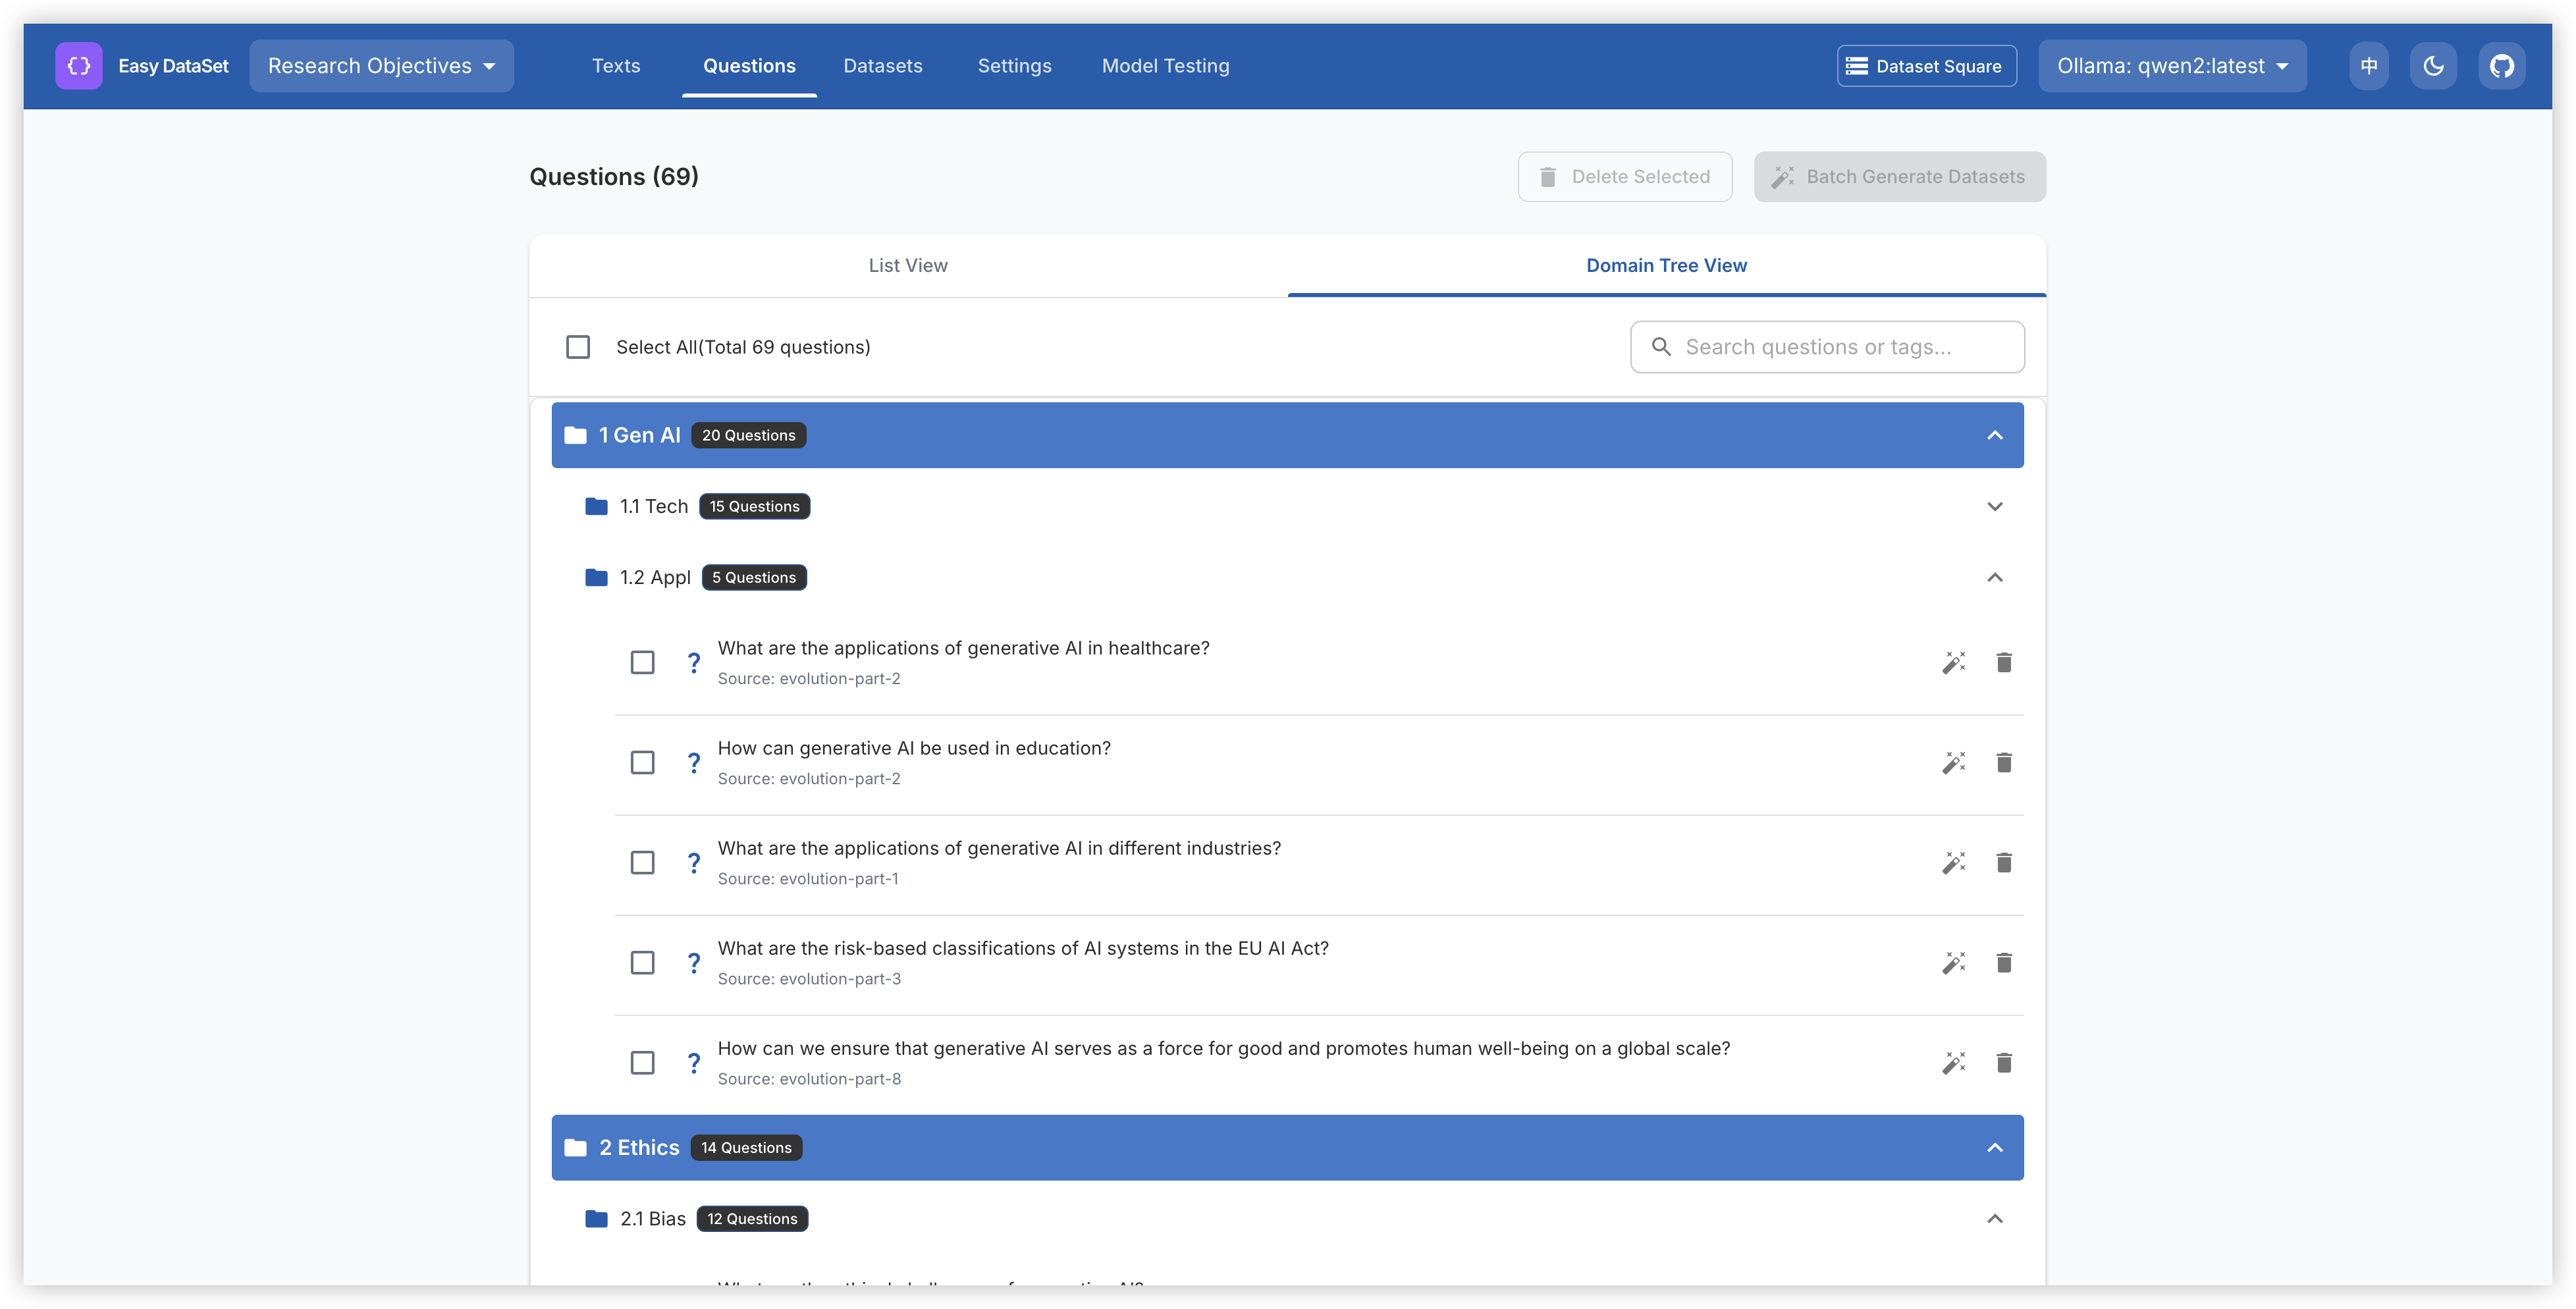 Easy DataSet
Research Objectives
Texts
Questions
Datasets
Settings
Model Testing
Dataset Square
Ollama: qwen2:latest
中
Questions (69)
Delete Selected
Batch Generate Datasets
List View
Domain Tree View
Select All(Total 69 questions)
Search questions or tags...
1 Gen AI
20 Questions
1.1 Tech
15 Questions
1.2 Appl
5 Questions
What are the applications of generative AI in healthcare?
Source: evolution-part-2
How can generative AI be used in education?
Source: evolution-part-2
What are the applications of generative AI in different industries?
Source: evolution-part-1
What are the risk-based classifications of AI systems in the EU AI Act?
Source: evolution-part-3
How can we ensure that generative AI serves as a force for good and promotes human well-being on a global scale?
Source: evolution-part-8
2 Ethics
14 Questions
2.1 Bias
12 Questions